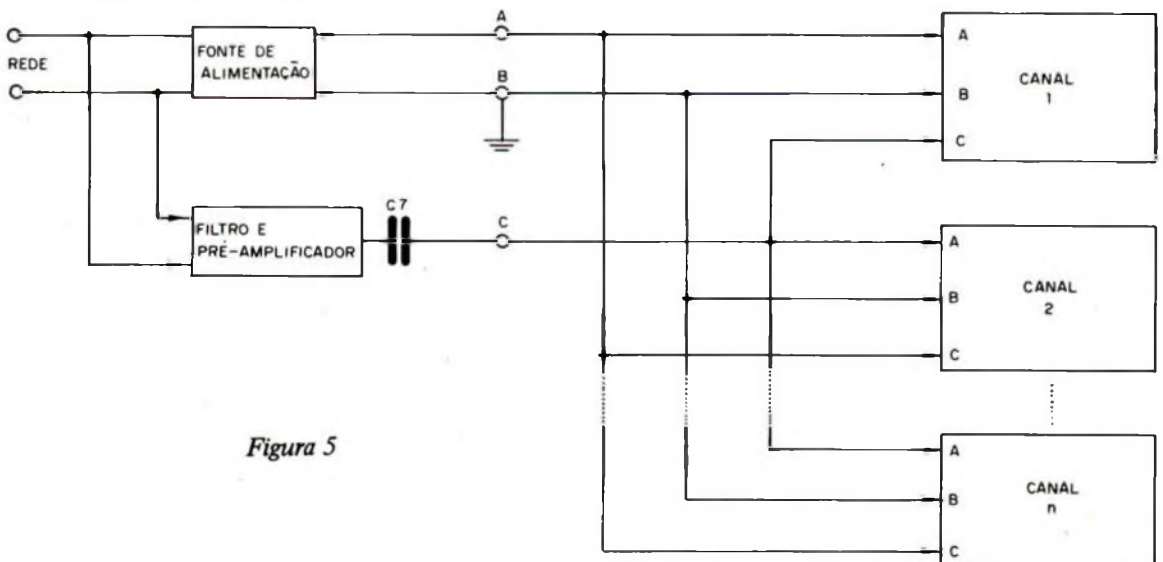 A
REDE
FONTE DE
ALIMENTAÇÃO
B
A
B
C
CANAL
1
FILTRO E
PRÉ-AMPLIFICADOR
C7
C
A
B
C
CANAL
2
A
B
C
CANAL
n
Figura 5